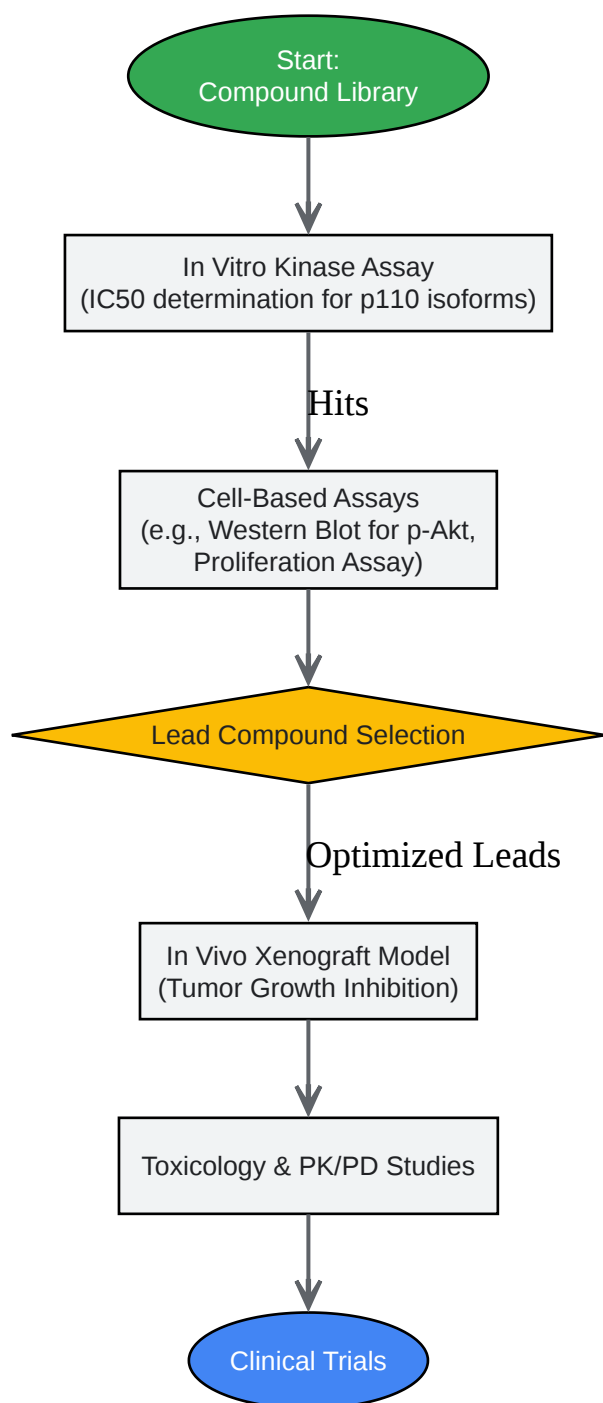 Start:
Compound Library
In Vitro Kinase Assay
(IC50 determination for p110 isoforms)
Hits
Cell-Based Assays
(e.g., Western Blot for p-Akt,
Proliferation Assay)
Lead Compound Selection
Optimized Leads
In Vivo Xenograft Model
(Tumor Growth Inhibition)
Toxicology & PK/PD Studies
Clinical Trials